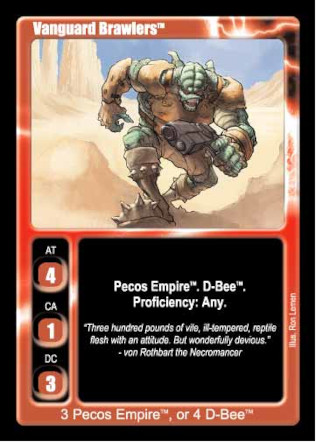 Vanguard Brawlers™
AT
4
CA
1
DC
3
Pecos Empire™. D-Bee™.
Proficiency: Any.
"Three hundred pounds of vile, ill-tempered, reptile
flesh with an attitude. But wonderfully devious."
- von Rothbart the Necromancer
Illus. Ron Lemen
3 Pecos Empire™, or 4 D-Bee™